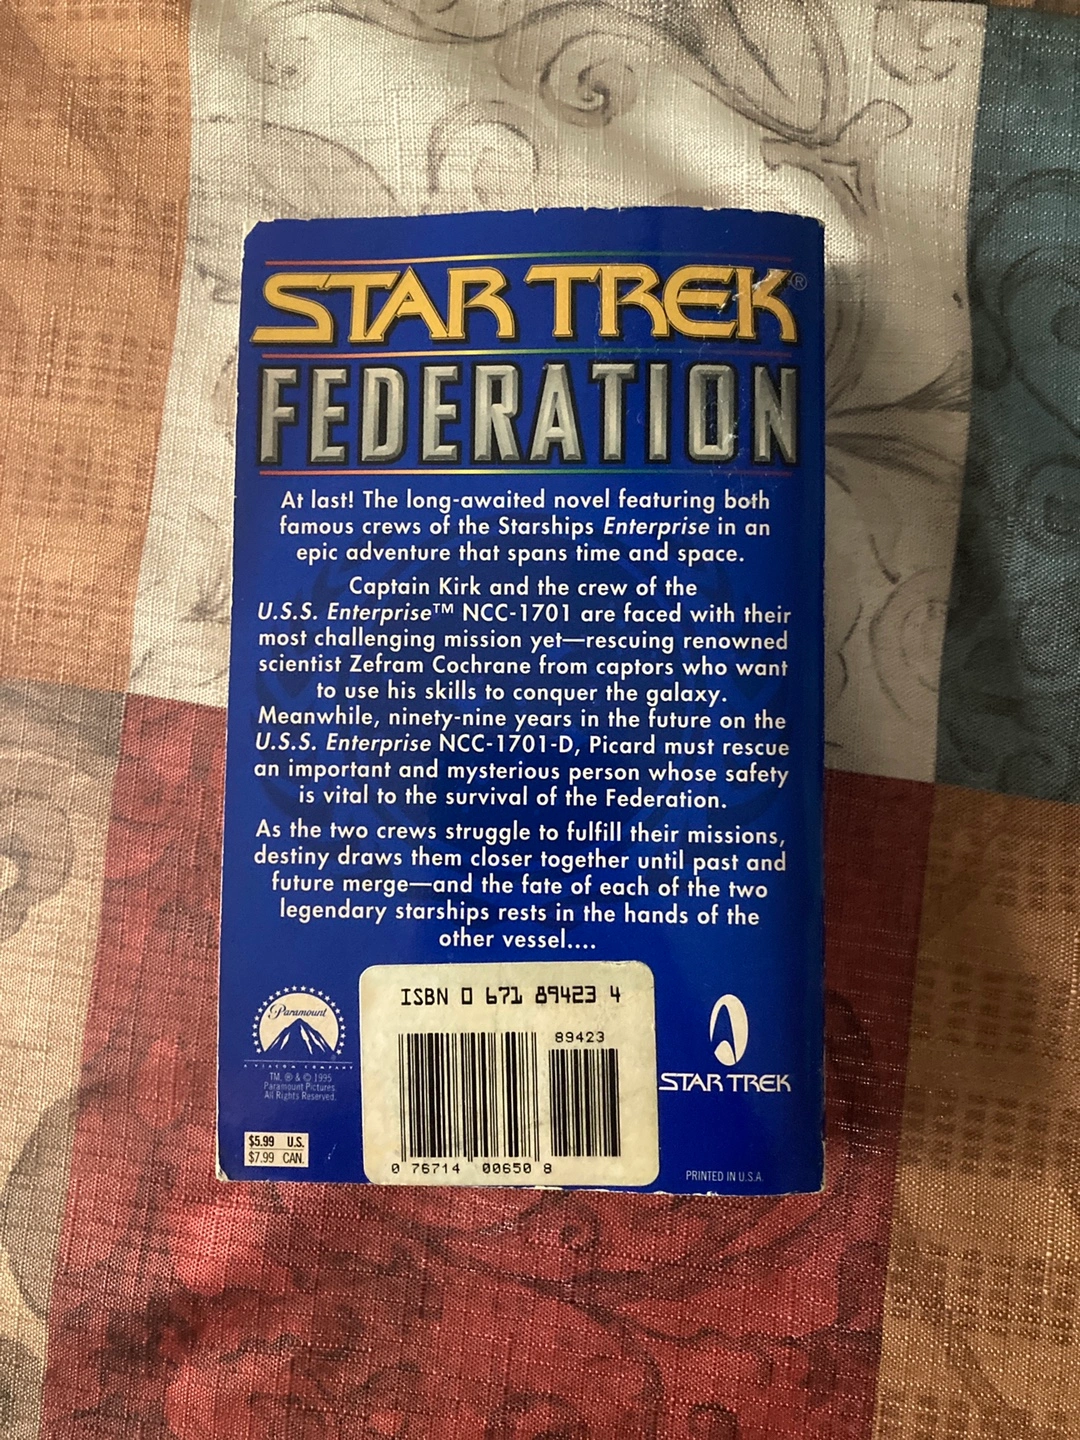 STAR TREK®
FEDERATION
At last! The long-awaited novel featuring both
famous crews of the Starships Enterprise in an
epic adventure that spans time and space.
Captain Kirk and the crew of the
U.S.S. Enterprise™ NCC-1701 are faced with their
most challenging mission yet—rescuing renowned
scientist Zefram Cochrane from captors who want
to use his skills to conquer the galaxy.
Meanwhile, ninety-nine years in the future on the
U.S.S. Enterprise NCC-1701-D, Picard must rescue
an important and mysterious person whose safety
is vital to the survival of the Federation.
As the two crews struggle to fulfill their missions,
destiny draws them closer together until past and
future merge—and the fate of each of the two
legendary starships rests in the hands of the
other vessel....
Paramount
A VIACOM COMPANY
TM, ® & © 1995
Paramount Pictures.
All Rights Reserved.
$5.99 U.S.
$7.99 CAN.
ISBN 0 671 89423 4
89423
0 76714 00650 8
STAR TREK
PRINTED IN U.S.A.